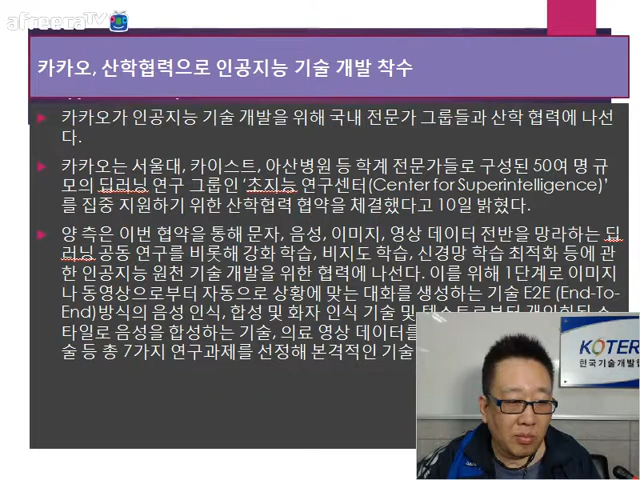 afreecaTV
카카오, 산학협력으로 인공지능 기술 개발 착수
카카오가 인공지능 기술 개발을 위해 국내 전문가 그룹들과 산학 협력에 나선
다.
카카오는 서울대, 카이스트, 아산병원 등 학계 전문가들로 구성된 50여 명 규
모의 딥러닝 연구 그룹인 '초지능 연구센터(Center for Superintelligence)'
를 집중 지원하기 위한 산학협력 협약을 체결했다고 10일 밝혔다.
양 측은 이번 협약을 통해 문자, 음성, 이미지, 영상 데이터 전반을 망라하는 딥
러닝 공동 연구를 비롯해 강화 학습, 비지도 학습, 신경망 학습 최적화 등에 관
한 인공지능 원천 기술 개발을 위한 협력에 나선다. 이를 위해 1단계로 이미지
나 동영상으로부터 자동으로 상황에 맞는 대화를 생성하는 기술 E2E (End-To-
End)방식의 음성 인식, 합성 및 화자 인식 기술 및
타일로 음성을 합성하는 기술, 의료 영상 데이터를
술 등 총 7가지 연구과제를 선정해 본격적인 기술
KOTER
한국기술개발